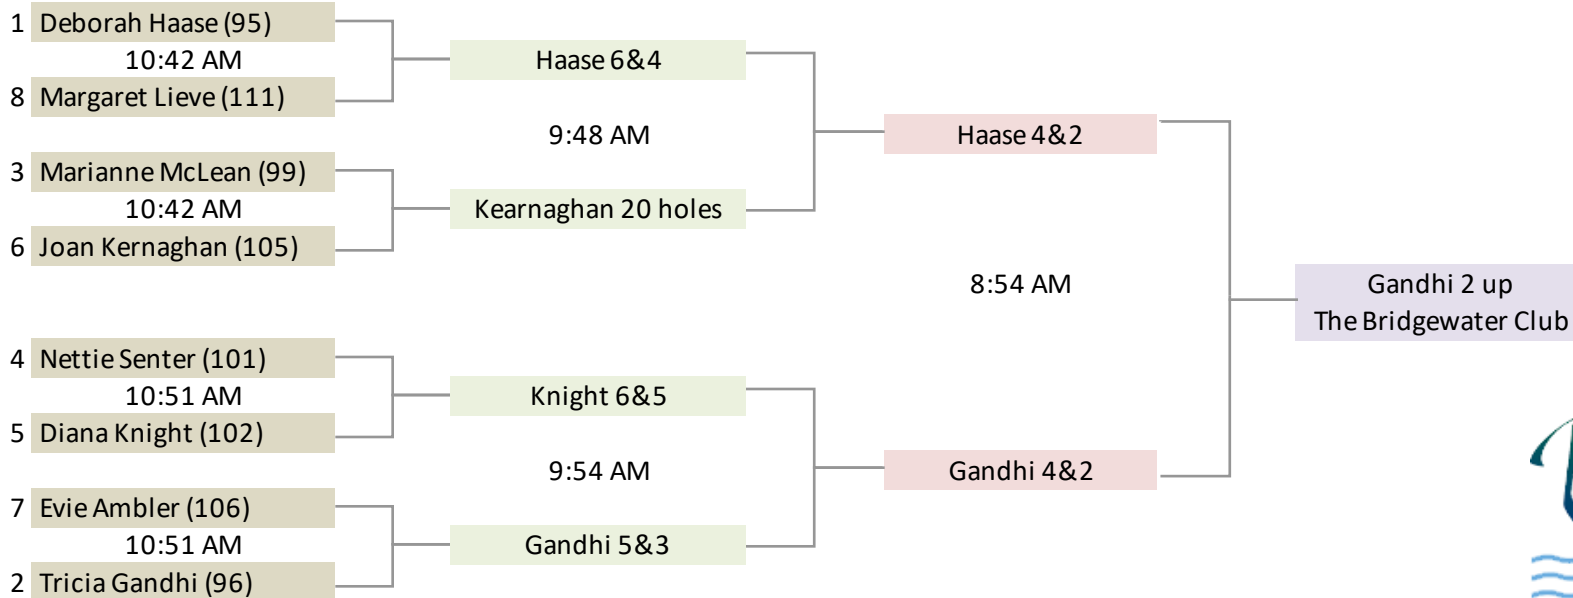 1 Deborah Haase (95)
10:42 AM
8 Margaret Lieve (111)
3 Marianne McLean (99)
10:42 AM
6 Joan Kernaghan (105)
4 Nettie Senter (101)
10:51 AM
5 Diana Knight (102)
7 Evie Ambler (106)
10:51 AM
2 Tricia Gandhi (96)
Haase 6&4
9:48 AM
Kearnaghan 20 holes
Knight 6&5
9:54 AM
Gandhi 5&3
Haase 4&2
8:54 AM
Gandhi 4&2
Gandhi 2 up
The Bridgewater Club